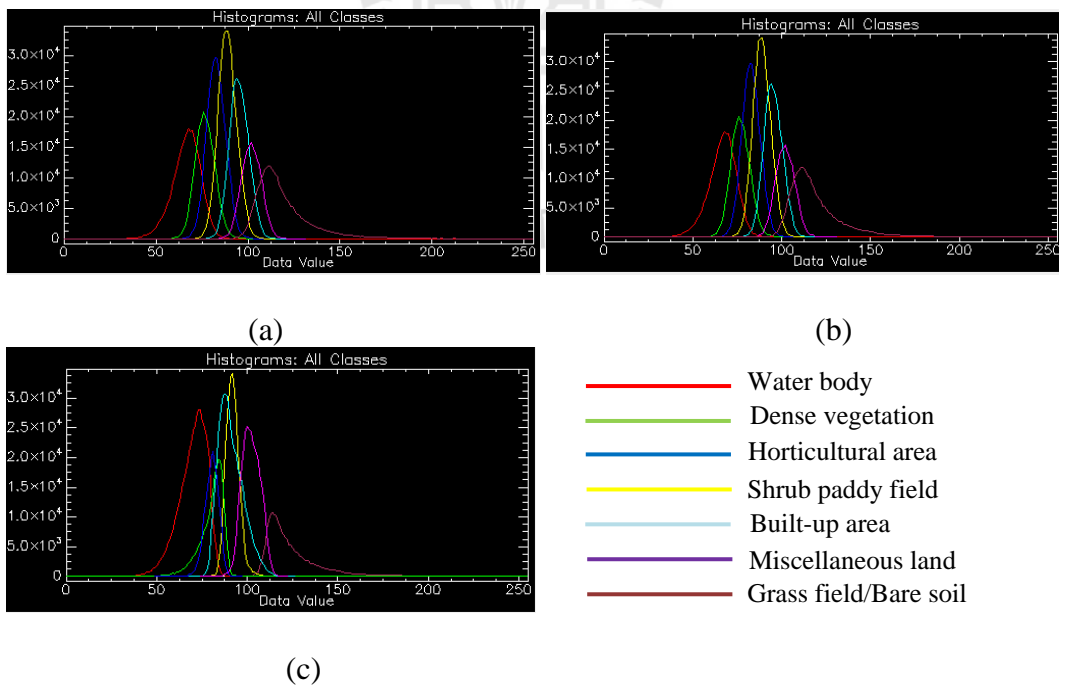 Histograms: All Classes
3.0×10⁴
2.5×10⁴
2.0×10⁴
1.5×10⁴
1.0×10⁴
5.0×10³
0
0 50 100 150 200 250
Data Value
(a)
Histograms: All Classes
3.0×10⁴
2.5×10⁴
2.0×10⁴
1.5×10⁴
1.0×10⁴
5.0×10³
0
0 50 100 150 200 250
Data Value
(b)
Histograms: All Classes
3.0×10⁴
2.5×10⁴
2.0×10⁴
1.5×10⁴
1.0×10⁴
5.0×10³
0
0 50 100 150 200 250
Data Value
(c)
Water body
Dense vegetation
Horticultural area
Shrub paddy field
Built-up area
Miscellaneous land
Grass field/Bare soil